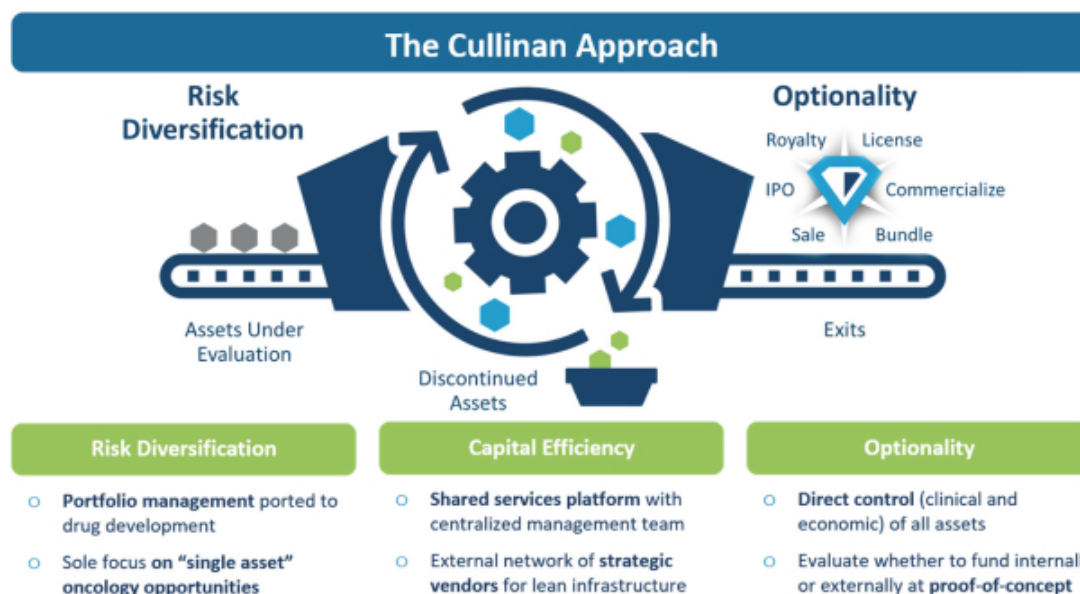 The Cullinan Approach
Risk
Diversification
Optionality
Royalty
License
IPO
Commercialize
Sale
Bundle
Assets Under
Evaluation
Discontinued
Assets
Exits
Risk Diversification
○ Portfolio management ported to
drug development
○ Sole focus on “single asset”
oncology opportunities
Capital Efficiency
○ Shared services platform with
centralized management team
○ External network of strategic
vendors for lean infrastructure
Optionality
○ Direct control (clinical and
economic) of all assets
○ Evaluate whether to fund internall
or externally at proof-of-concept